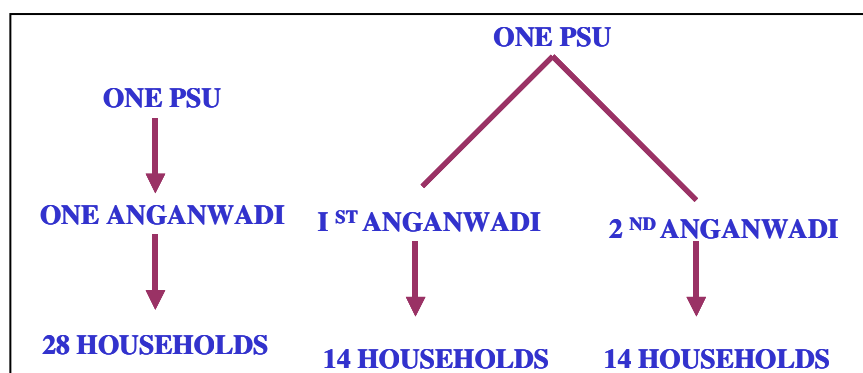 ONE PSU
ONE ANGANWADI
28 HOUSEHOLDS
ONE PSU
I ST ANGANWADI
2 ND ANGANWADI
14 HOUSEHOLDS
14 HOUSEHOLDS